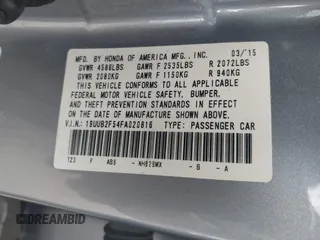 MFD. BY HONDA OF AMERICA MFG., INC. 03/15
GVWR 4588LBS GAWR F 2535LBS R 2072LBS
GVWR 2080KG GAWR F 1150KG R 940KG
THIS VEHICLE CONFORMS TO ALL APPLICABLE
FEDERAL MOTOR VEHICLE SAFETY, BUMPER,
AND THEFT PREVENTION STANDARDS IN EFFECT
ON THE DATE OF MANUFACTURE SHOWN ABOVE.
V.I.N.: 19UUB2F54FA020816 TYPE: PASSENGER CAR
TZ3 F AB8 - NH829MX - B - A
DREAMBID